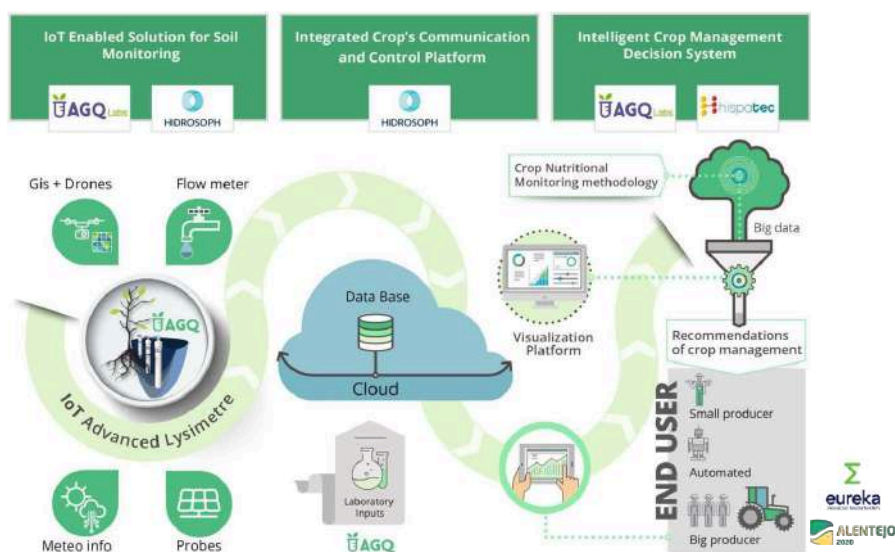 IoT Enabled Solution for Soil
Monitoring
AGQ Labs
HIDROSOPH
Integrated Crop's Communication
and Control Platform
HIDROSOPH
Intelligent Crop Management
Decision System
AGQ Labs
hispatec
Gis + Drones
Flow meter
AGQ
IoT Advanced Lysimetre
Meteo info
Probes
Data Base
Cloud
Laboratory
Inputs
AGQ
Crop Nutritional
Monitoring methodology
Big data
Visualization
Platform
Recommendations
of crop management
END USER
Small producer
Automated
Big producer
eureka
ALENTEJO
2020